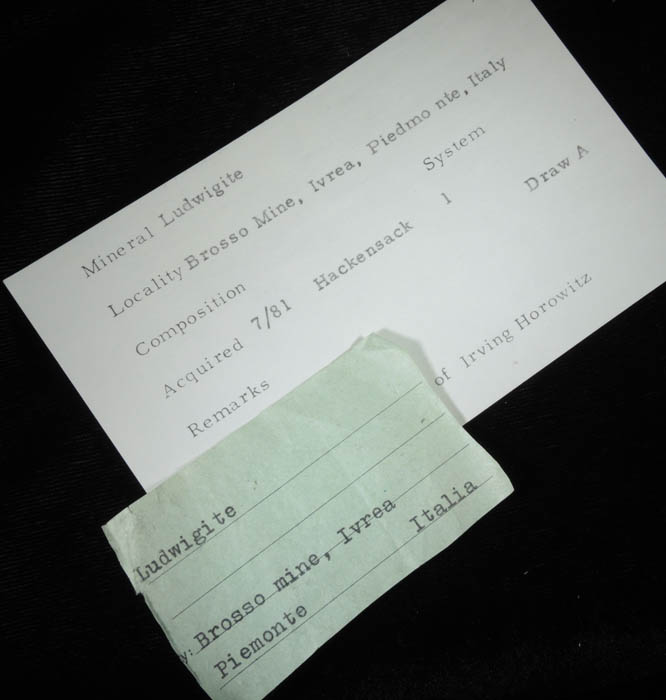 Mineral Ludwigite
Locality Brosso Mine, Ivrea, Piedmo nte, Italy
Composition System
Acquired 7/81 Hackensack 1 Draw A
Remarks
of Irving Horowitz
Ludwigite
y: Brosso mine, Ivrea
Piemonte Italia